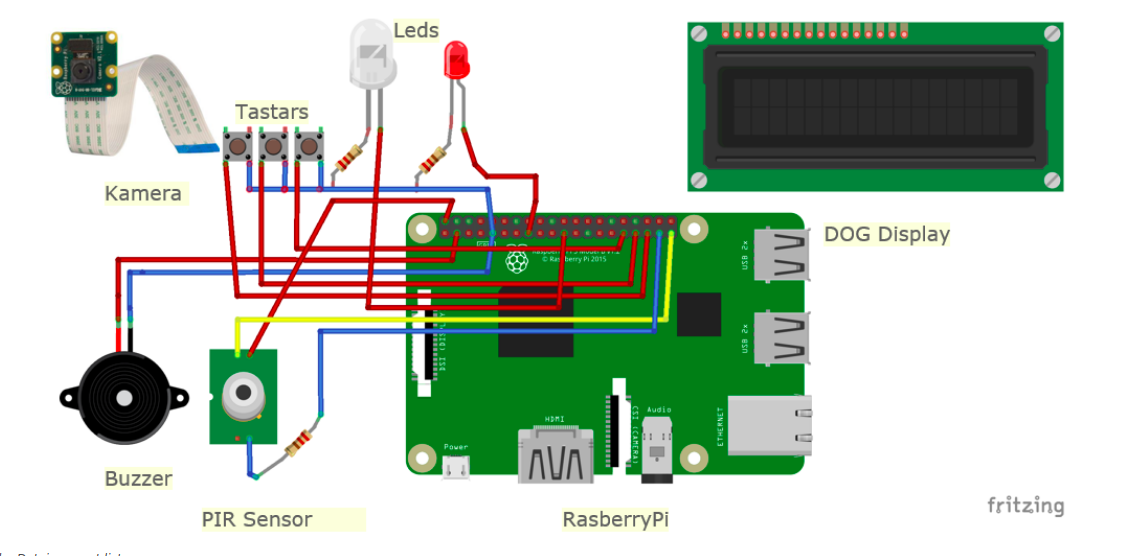 Leds
Tastars
Kamera
DOG Display
© Raspberry Pi 2015
USB 2x
USB 2x
ETHERNET
Audio
HDMI
CSI (CAMERA)
Power
Buzzer
PIR Sensor
RasberryPi
fritzing